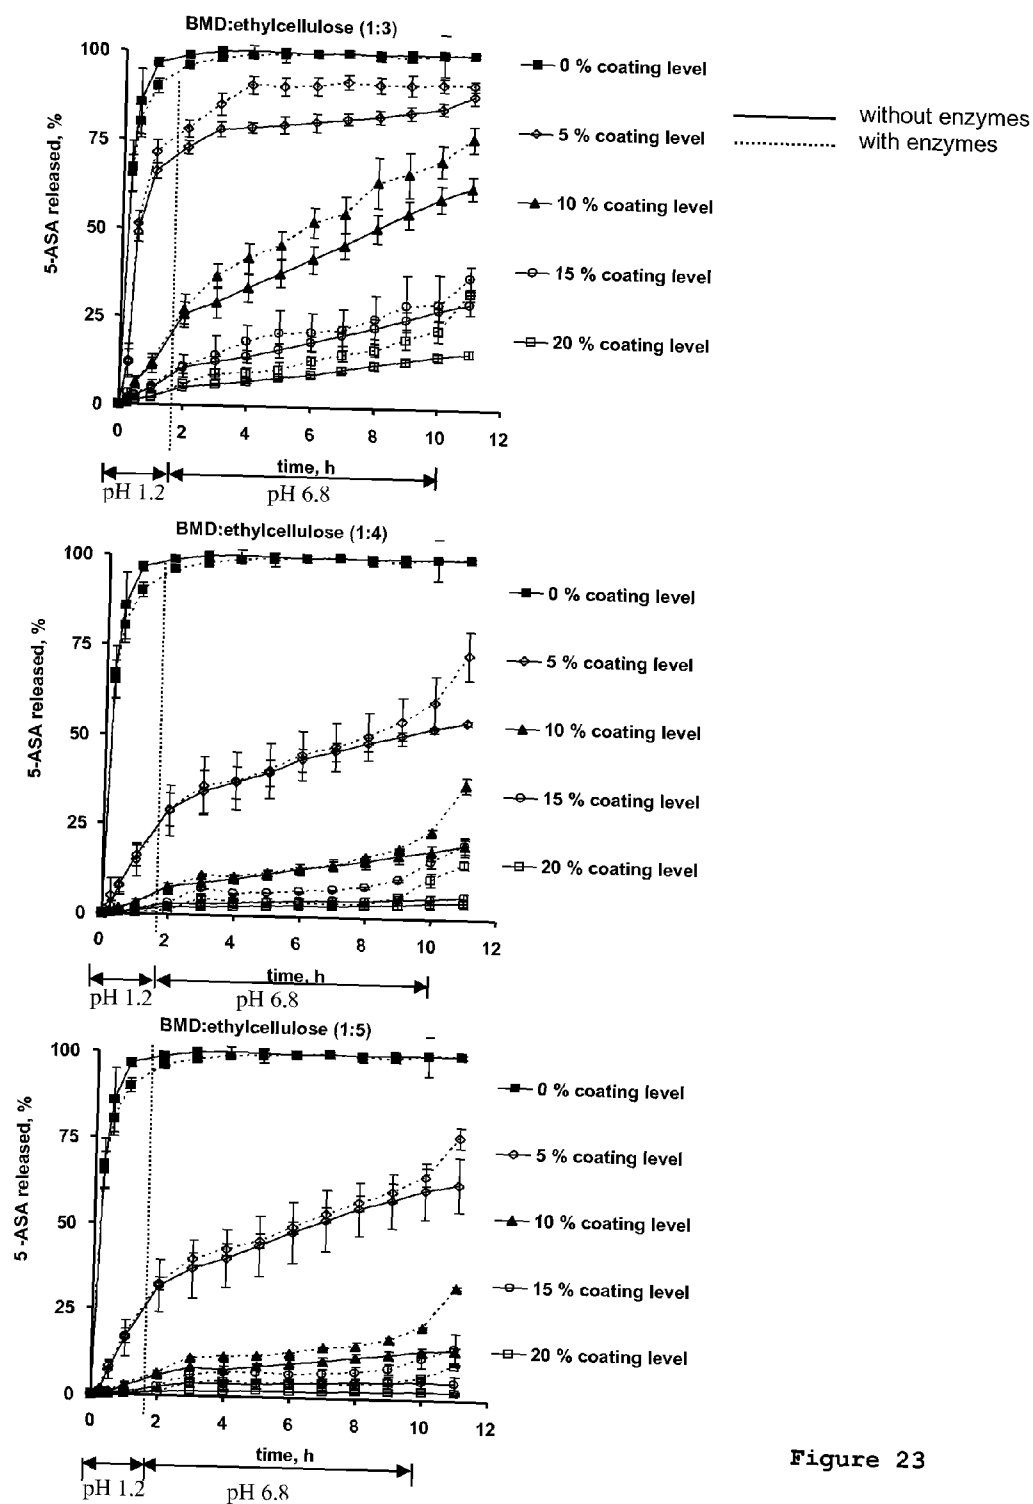 BMD:ethylcellulose (1:3)
5-ASA released, %
100
75
50
25
0
0 2 4 6 8 10 12
time, h
pH 1.2
pH 6.8
0 % coating level
5 % coating level
10 % coating level
15 % coating level
20 % coating level
without enzymes
with enzymes
BMD:ethylcellulose (1:4)
5-ASA released, %
100
75
50
25
0
0 2 4 6 8 10 12
time, h
pH 1.2
pH 6.8
0 % coating level
5 % coating level
10 % coating level
15 % coating level
20 % coating level
BMD:ethylcellulose (1:5)
5 -ASA released, %
100
75
50
25
0
0 2 4 6 8 10 12
time, h
pH 1.2
pH 6.8
0 % coating level
5 % coating level
10 % coating level
15 % coating level
20 % coating level
Figure 23